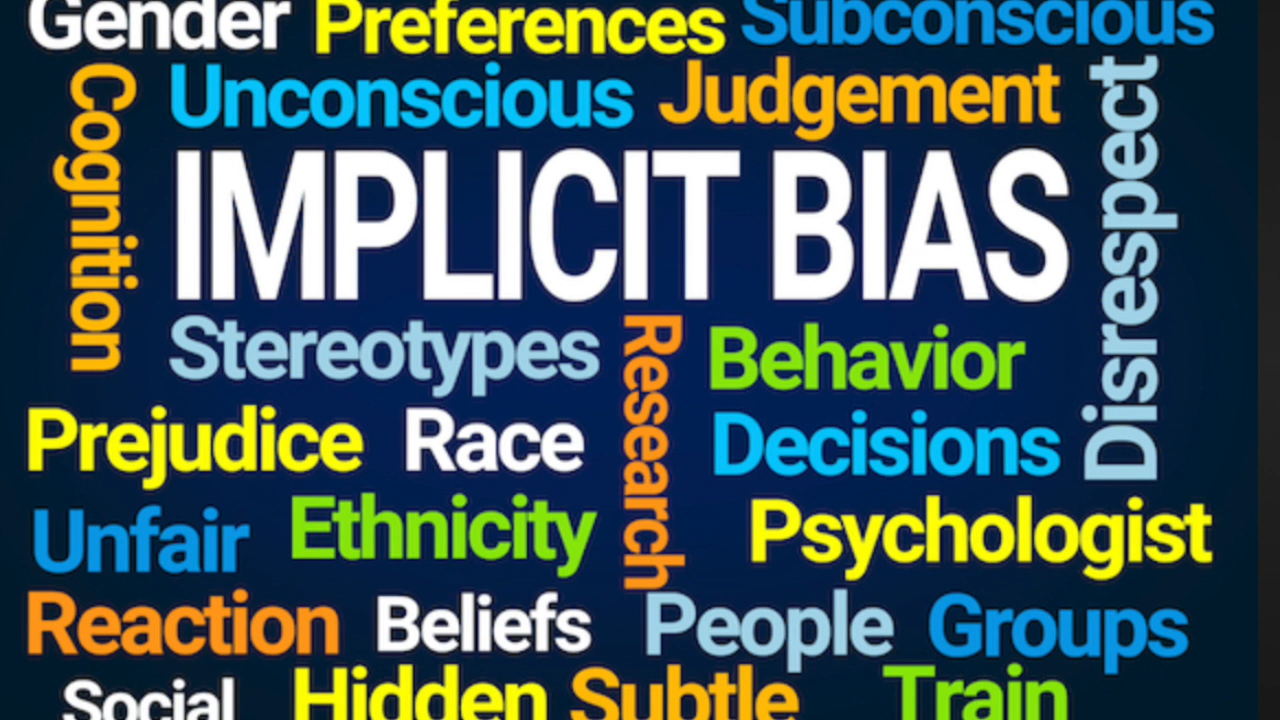 Gender Preferences Subconscious
Cognition
Unconscious Judgement
Disrespect
IMPLICIT BIAS
Stereotypes
Research
Behavior
Prejudice Race
Decisions
Unfair Ethnicity
Psychologist
Reaction Beliefs People Groups
Social Hidden Subtle Train